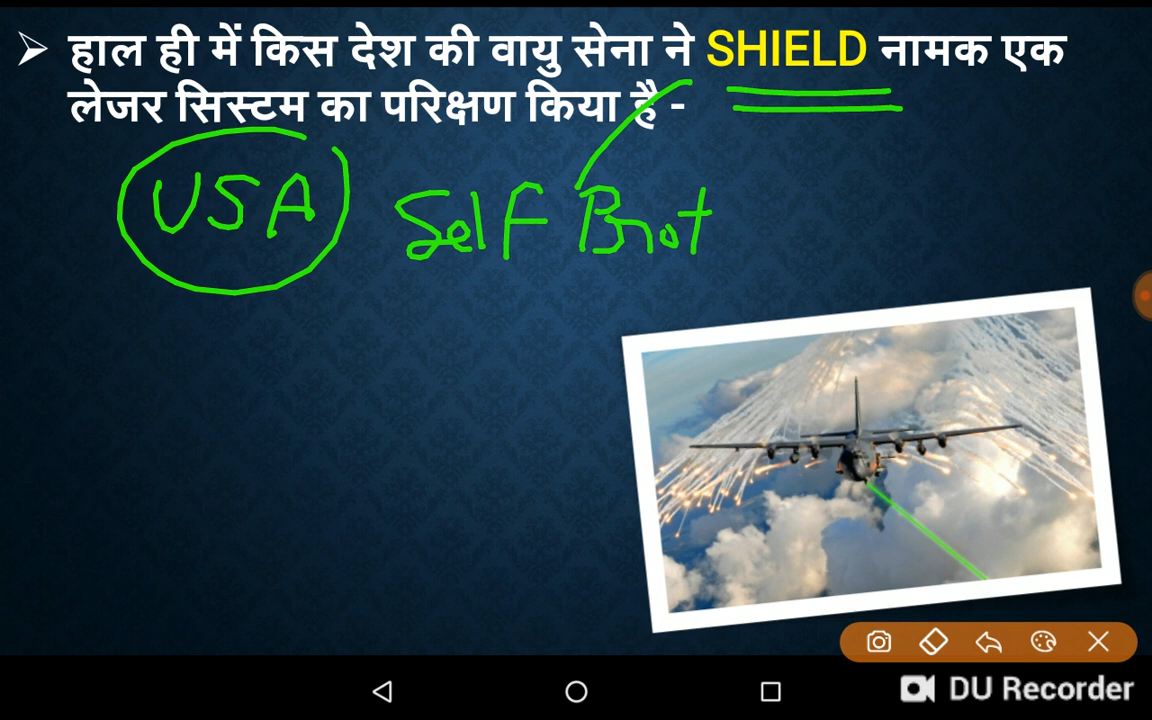 हाल ही में किस देश की वायु सेना ने SHIELD नामक एक
लेजर सिस्टम का परिक्षण किया है -
USA Self Prot
DU Recorder